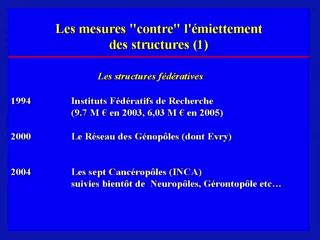 Les mesures "contre" l'émiettement
des structures (1)
Les structures fédératives
1994 Instituts Fédératifs de Recherche
(9.7 M € en 2003, 6,03 M € en 2005)
2000 Le Réseau des Génopôles (dont Evry)
2004 Les sept Cancéropôles (INCA)
suivies bientôt de Neuropôles, Gérontopôle etc…